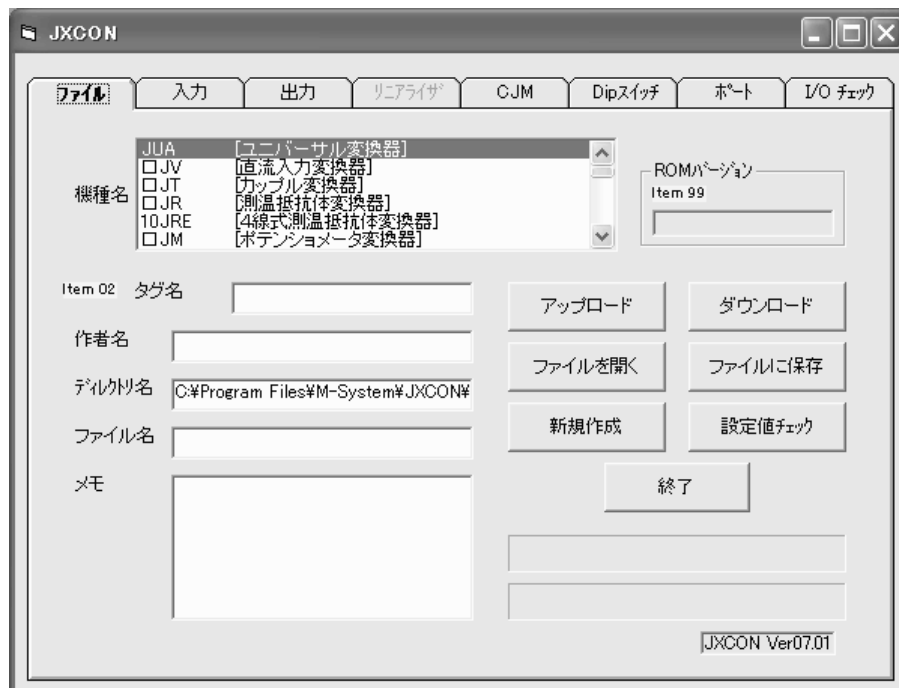 JXCON
ファイル 入力 出力 リニアライザ CJM Dipスイッチ ポート I/O チェック
機種名
JUA [ユニバーサル変換器]
□JV [直流入力変換器]
□JT [カップル変換器]
□JR [測温抵抗体変換器]
10JRE [4線式測温抵抗体変換器]
□JM [ポテンショメータ変換器]
ROMバージョン
Item 99
Item 02 タグ名
作者名
ディレクトリ名 C:¥Program Files¥M-System¥JXCON¥
ファイル名
メモ
アップロード ダウンロード
ファイルを開く ファイルに保存
新規作成 設定値チェック
終了
JXCON Ver07.01